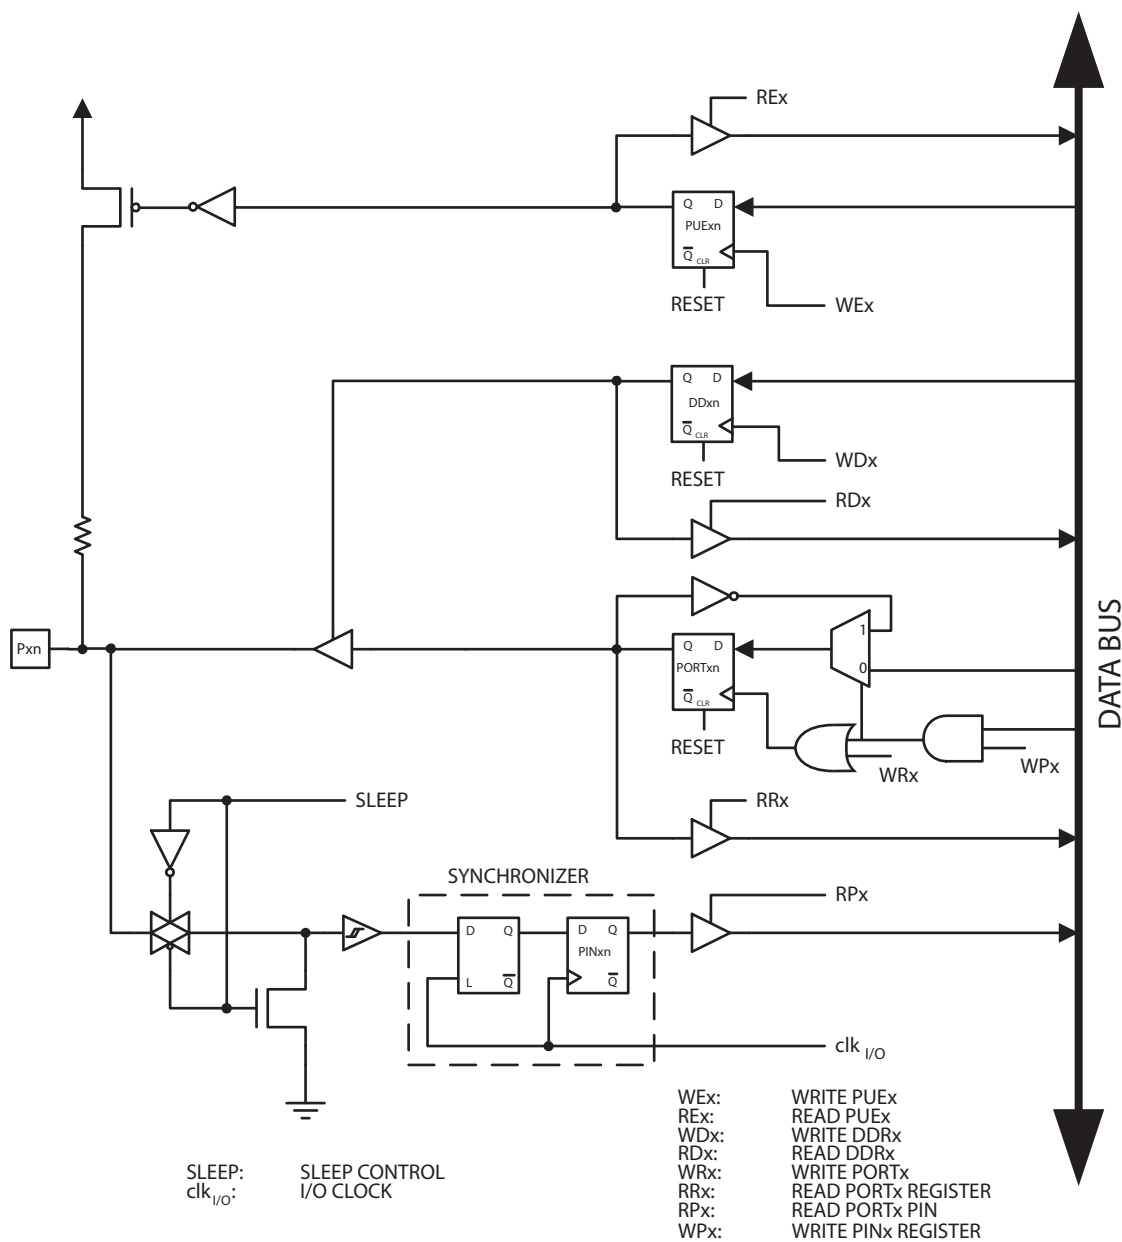 REx
Q D
PUExn
Q CLR
RESET
WEx
Q D
DDxn
Q CLR
RESET
WDx
RDx
Pxn
1
Q D
PORTxn
0
Q CLR
RESET
WRx
WPx
DATA BUS
SLEEP
RRx
SYNCHRONIZER
RPx
D Q
D Q
PINxn
L Q
Q
clk I/O
WEx: WRITE PUEx
REx: READ PUEx
WDx: WRITE DDRx
RDx: READ DDRx
WRx: WRITE PORTx
RRx: READ PORTx REGISTER
RPx: READ PORTx PIN
WPx: WRITE PINx REGISTER
SLEEP: SLEEP CONTROL
clk I/O: I/O CLOCK